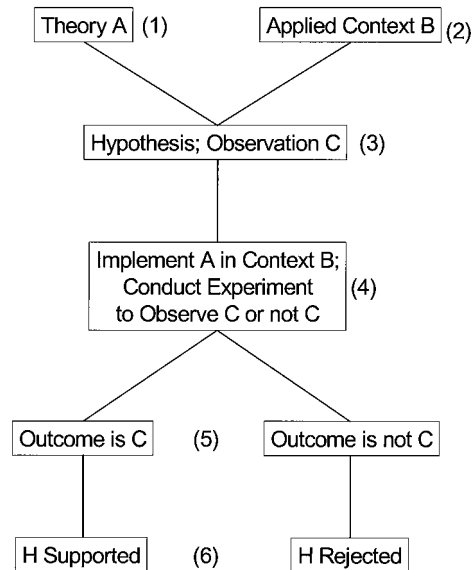 Theory A (1)
Applied Context B (2)
Hypothesis; Observation C (3)
Implement A in Context B;
Conduct Experiment (4)
to Observe C or not C
Outcome is C (5) Outcome is not C
H Supported (6) H Rejected